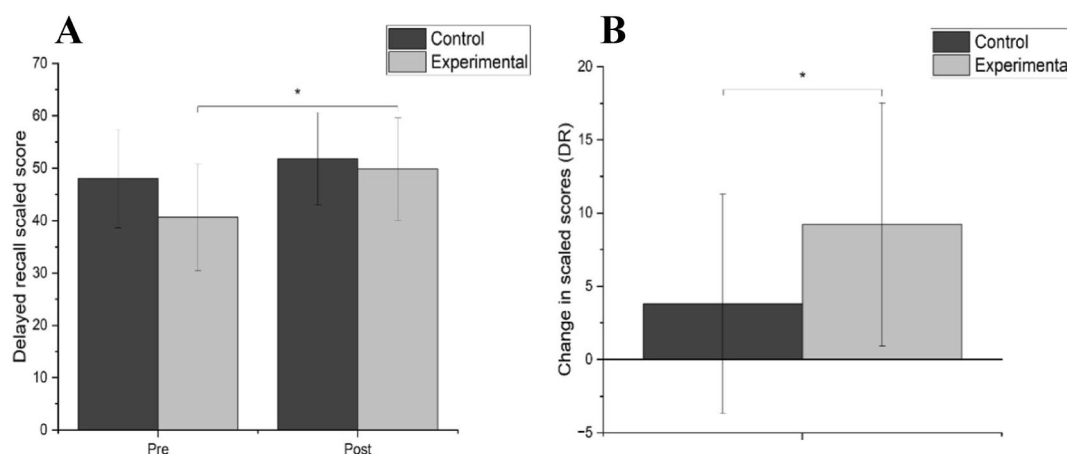 A
Control
Experimental
Delayed recall scaled score
70
60
50
40
30
20
10
0
*
Pre
Post
B
Control
Experimental
Change in scaled scores (DR)
20
15
10
5
0
−5
*